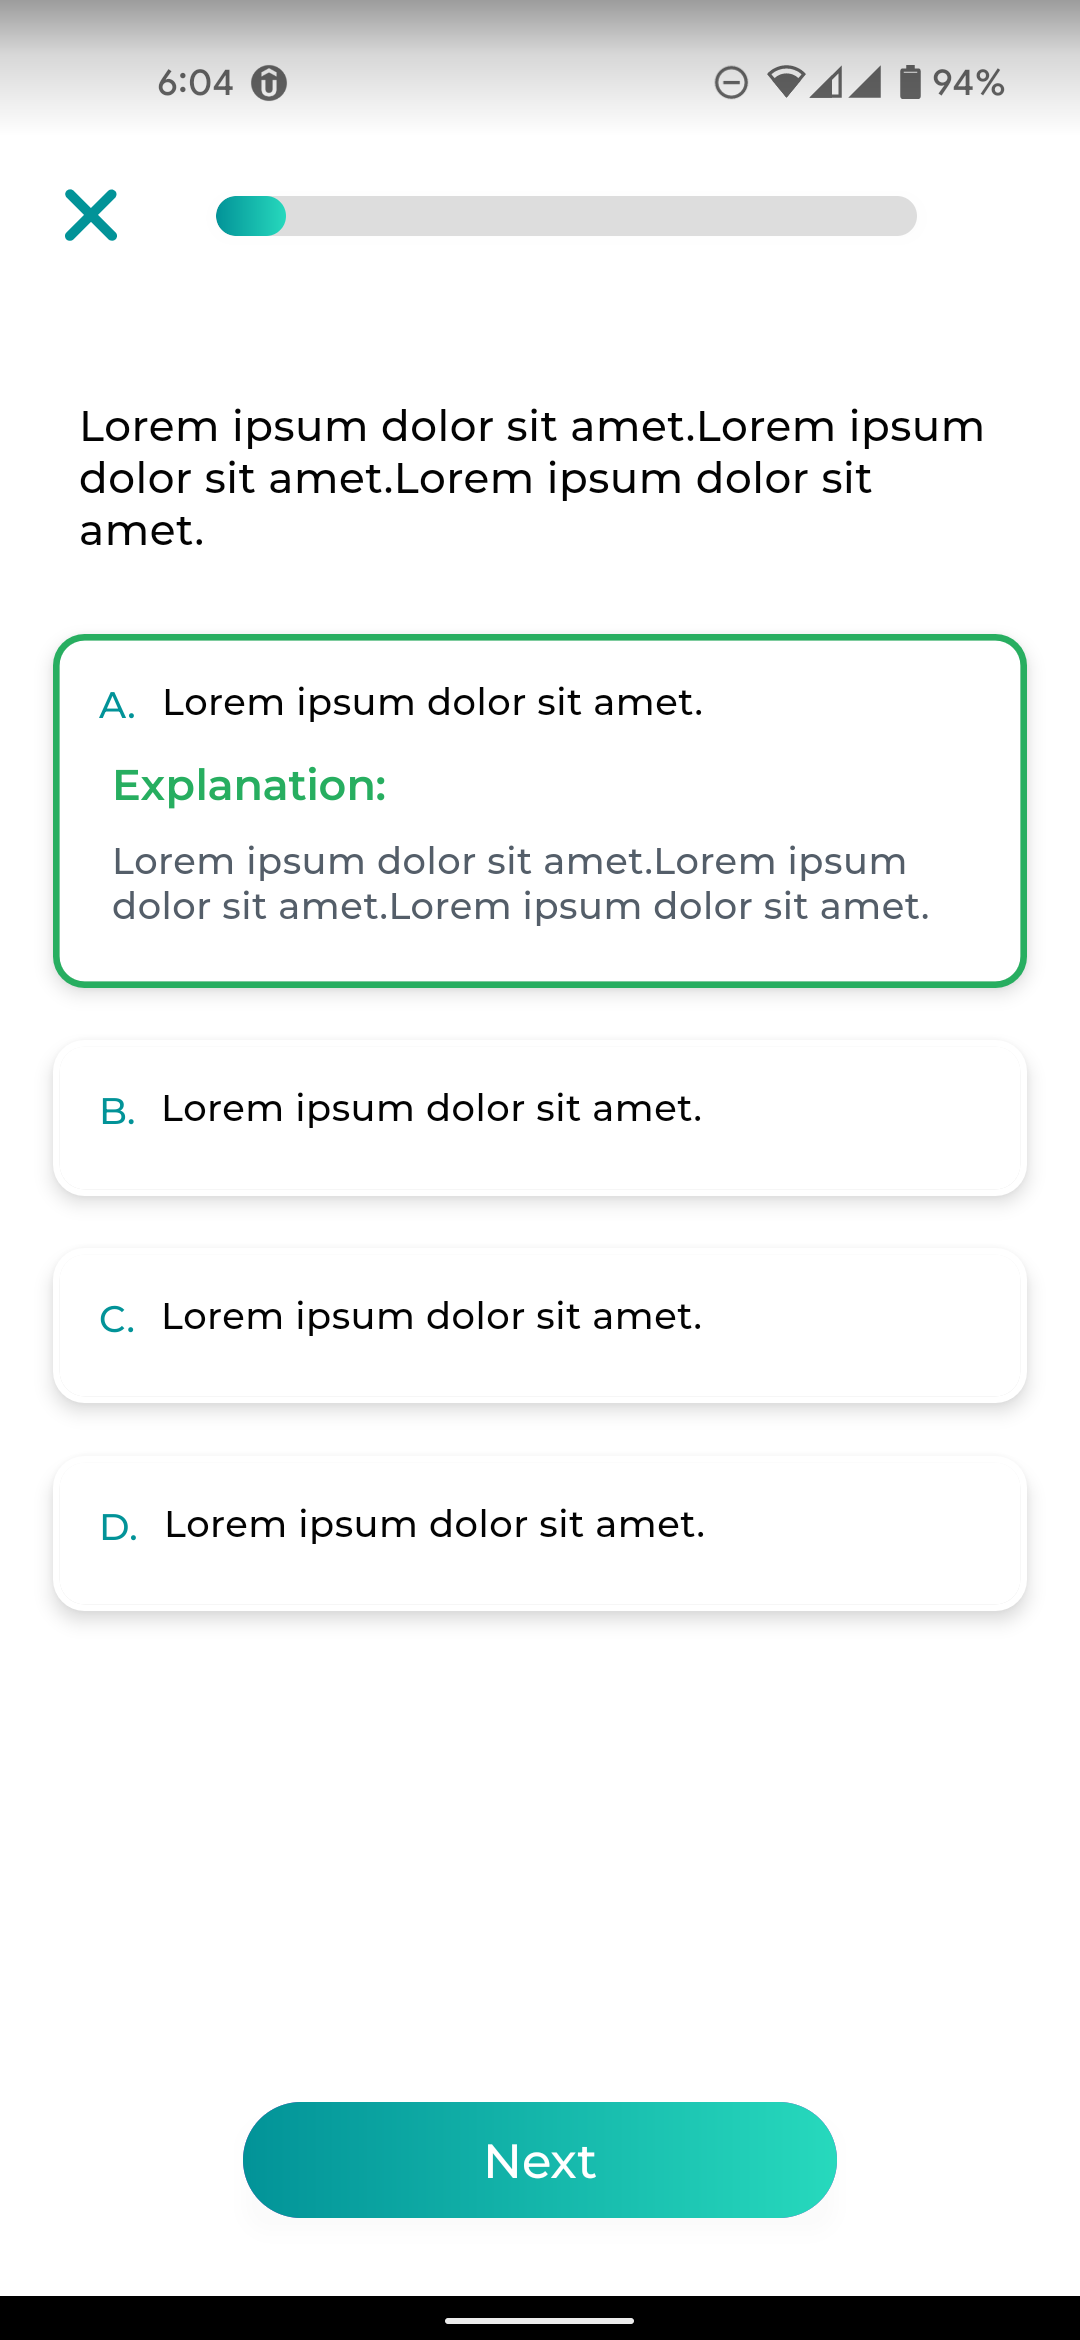 6:04
94%
Lorem ipsum dolor sit amet.Lorem ipsum
dolor sit amet.Lorem ipsum dolor sit
amet.
A. Lorem ipsum dolor sit amet.
Explanation:
Lorem ipsum dolor sit amet.Lorem ipsum
dolor sit amet.Lorem ipsum dolor sit amet.
B. Lorem ipsum dolor sit amet.
C. Lorem ipsum dolor sit amet.
D. Lorem ipsum dolor sit amet.
Next